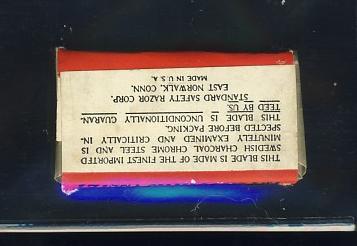 THIS BLADE IS MADE OF THE FINEST IMPORTED
SWEDISH CHARCOAL CHROME STEEL AND IS
MINUTELY EXAMINED AND CRITICALLY IN-
SPECTED BEFORE PACKING.
THIS BLADE IS UNCONDITIONALLY GUARAN-
TEED BY US.
STANDARD SAFETY RAZOR CORP.
EAST NORWALK, CONN.
MADE IN U.S.A.